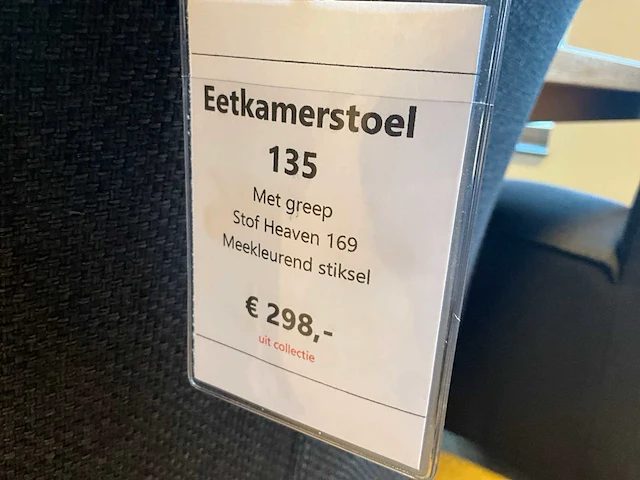 Eetkamerstoel
135
Met greep
Stof Heaven 169
Meekleurend stiksel
€ 298,-
uit collectie